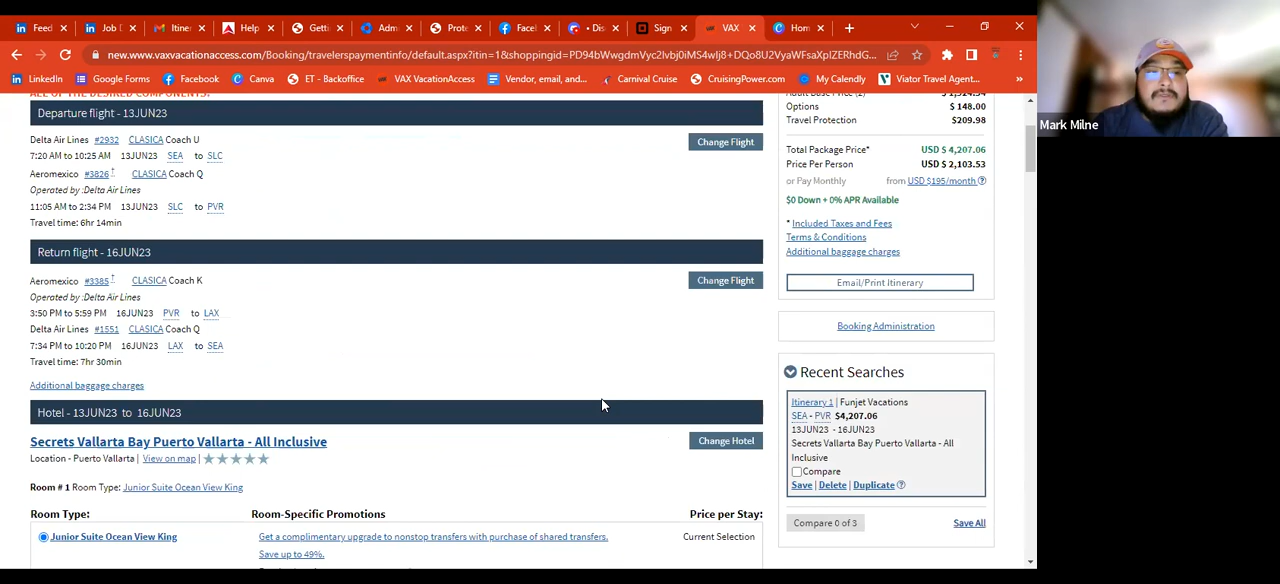 Feed
Job D
Itiner
Help
Getti
Admi
Prote
Facel
• Dis
Sign
VAX
Hom
new.vaxvacationaccess.com/Booking/travelerspaymentinfo/default.aspx?itin=1&shoppingid=
LinkedIn Google Forms Facebook Canva ET - Backoffice VAX VacationAccess Vendor, email, and... Carnival Cruise CruisingPower.com My Calendly Viator Travel Agent... »
ALL OF THE DESIRED COMPONENTS.
Departure flight - 13JUN23
Delta Air Lines #2932 CLASICA Coach U
Change Flight
7:20 AM to 10:25 AM 13JUN23 SEA to SLC
Aeromexico #3826 CLASICA Coach Q
Operated by :Delta Air Lines
11:05 AM to 2:34 PM 13JUN23 SLC to PVR
Travel time: 6hr 14min
Return flight - 16JUN23
Aeromexico #3385 CLASICA Coach K
Change Flight
Operated by :Delta Air Lines
3:50 PM to 5:59 PM 16JUN23 PVR to LAX
Delta Air Lines #1551 CLASICA Coach Q
7:34 PM to 10:20 PM 16JUN23 LAX to SEA
Travel time: 7hr 30min
Additional baggage charges
Hotel - 13JUN23 to 16JUN23
Secrets Vallarta Bay Puerto Vallarta - All Inclusive
Change Hotel
Location - Puerto Vallarta | View on map |
Room # 1 Room Type: Junior Suite Ocean View King
Room Type: Room-Specific Promotions Price per Stay:
Junior Suite Ocean View King Get a complimentary upgrade to nonstop transfers with purchase of shared transfers. Current Selection
Save up to 49%.
Options $ 148.00
Travel Protection $209.98
Total Package Price* USD $ 4,207.06
Price Per Person USD $ 2,103.53
or Pay Monthly from USD $195/month
$0 Down + 0% APR Available
* Included Taxes and Fees
Terms & Conditions
Additional baggage charges
Email/Print Itinerary
Booking Administration
Recent Searches
Itinerary 1 | Funjet Vacations
SEA - PVR $4,207.06
13JUN23 - 16JUN23
Secrets Vallarta Bay Puerto Vallarta - All
Inclusive
Compare
Save | Delete | Duplicate
Compare 0 of 3 Save All
Mark Milne